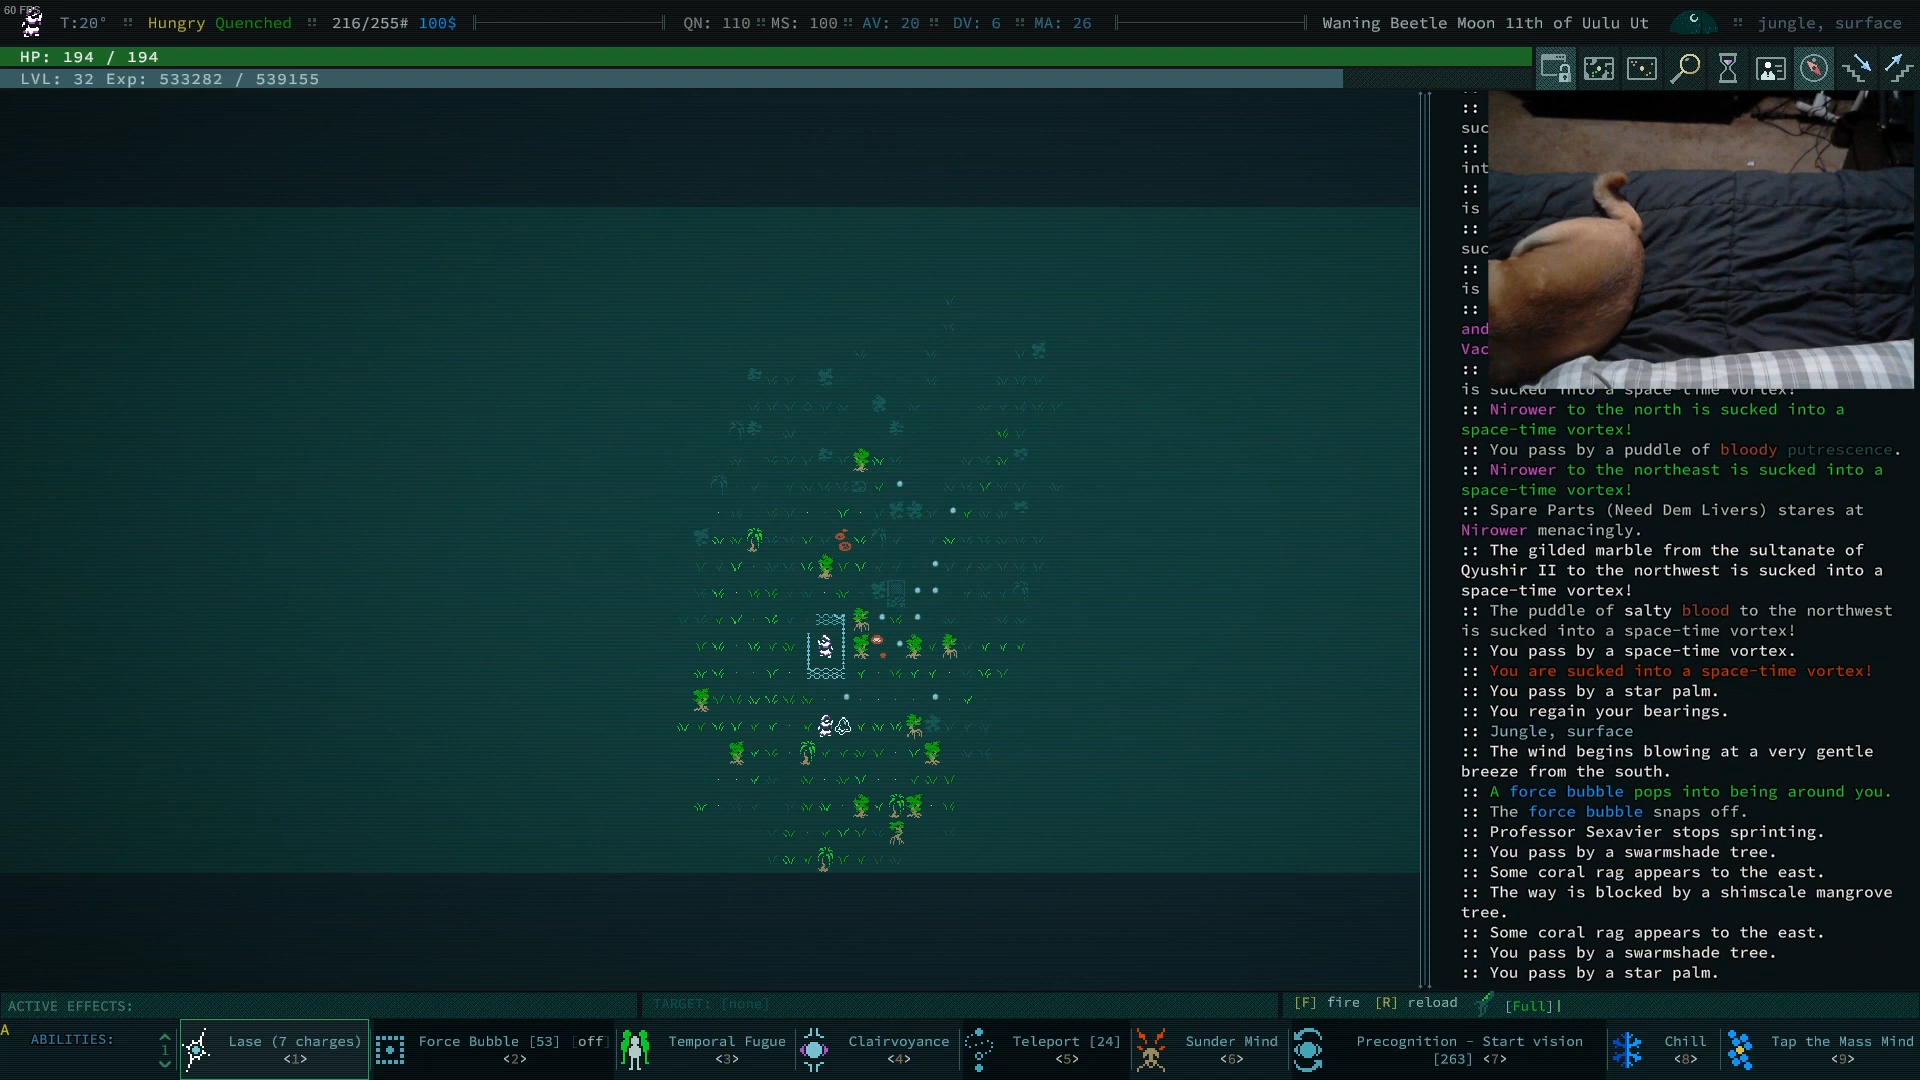 60 FPS
T:20° :: Hungry Quenched :: 216/255# 100$ QN: 110 :: MS: 100 :: AV: 20 :: DV: 6 :: MA: 26 Waning Beetle Moon 11th of Uulu Ut :: jungle, surface
HP: 194 / 194
LVL: 32 Exp: 533282 / 539155
::
::
suc
::
int
::
is
::
suc
::
is
::
and
Vac
::
is sucked into a space-time vortex!
:: Nirower to the north is sucked into a
space-time vortex!
:: You pass by a puddle of bloody putrescence.
:: Nirower to the northeast is sucked into a
space-time vortex!
:: Spare Parts (Need Dem Livers) stares at
Nirower menacingly.
:: The gilded marble from the sultanate of
Qyushir II to the northwest is sucked into a
space-time vortex!
:: The puddle of salty blood to the northwest
is sucked into a space-time vortex!
:: You pass by a space-time vortex.
:: You are sucked into a space-time vortex!
:: You pass by a star palm.
:: You regain your bearings.
:: Jungle, surface
:: The wind begins blowing at a very gentle
breeze from the south.
:: A force bubble pops into being around you.
:: The force bubble snaps off.
:: Professor Sexavier stops sprinting.
:: You pass by a swarmshade tree.
:: Some coral rag appears to the east.
:: The way is blocked by a shimscale mangrove
tree.
:: Some coral rag appears to the east.
:: You pass by a swarmshade tree.
:: You pass by a star palm.
ACTIVE EFFECTS: TARGET: [none] [F] fire [R] reload [Full]
A ABILITIES: 1 Lase (7 charges) <1> Force Bubble [53] [off] <2> Temporal Fugue <3> Clairvoyance <4> Teleport [24] <5> Sunder Mind <6> Precognition - Start vision [263] <7> Chill <8> Tap the Mass Mind <9>